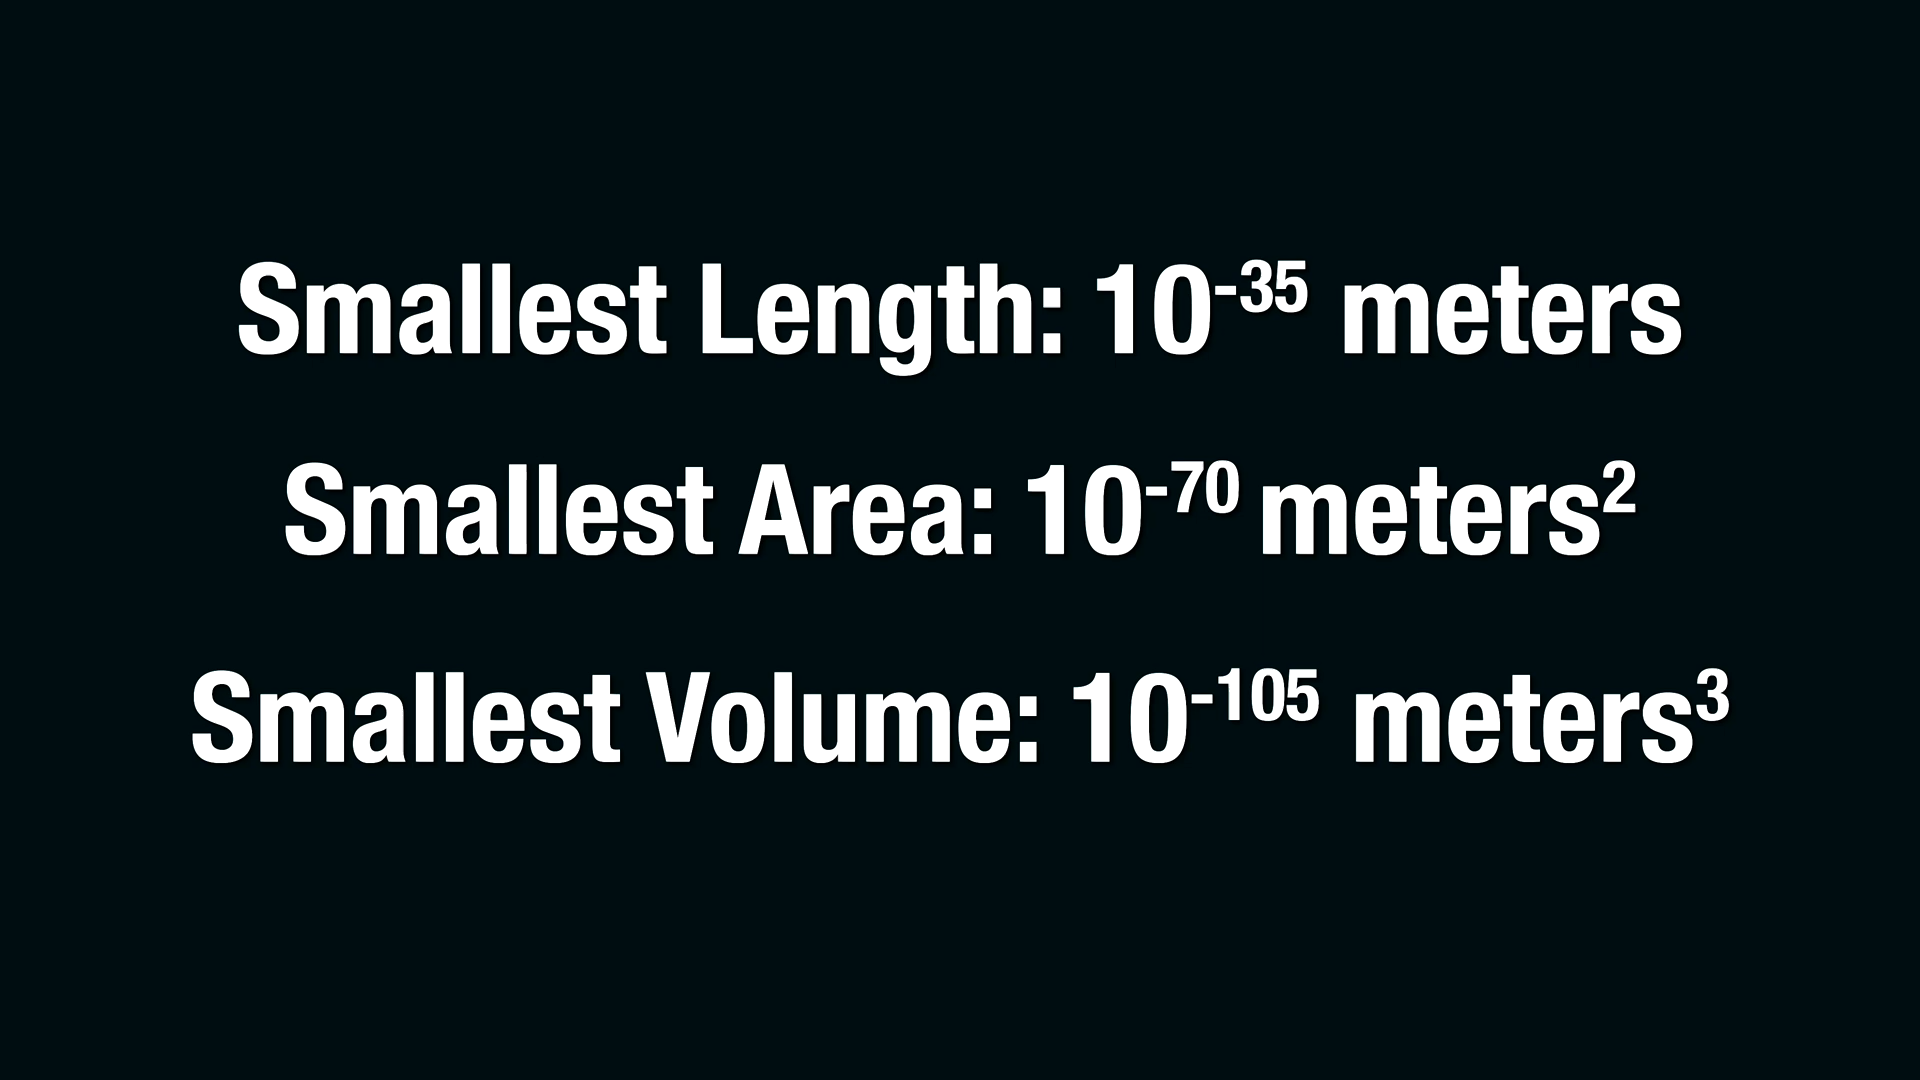 Smallest Length: 10⁻³⁵ meters
Smallest Area: 10⁻⁷⁰ meters²
Smallest Volume: 10⁻¹⁰⁵ meters³